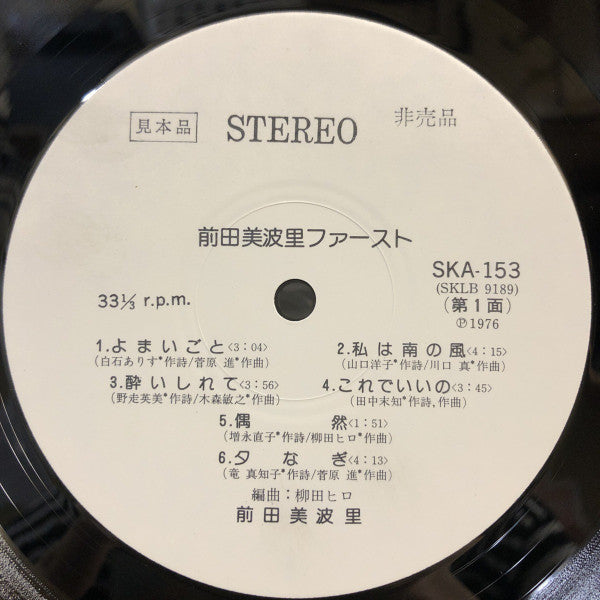 見本品 STEREO 非売品
前田美波里ファースト
SKA-153
(SKLB 9189)
33⅓ r.p.m. (第1面)
Ⓟ1976
1.よまいごと<3:04> 2.私は南の風<4:15>
(白石ありす*作詩/菅原 進*作曲) (山口洋子*作詩/川口 真*作曲)
3.酔いしれて<3:56> 4.これでいいの<3:45>
(野走英美*作詩/木森敏之*作曲) (田中未知*作詩,作曲)
5.偶 然<1:51>
(増永直子*作詩/柳田ヒロ*作曲)
6.夕なぎ<4:13>
(竜 真知子*作詩/菅原 進*作曲)
編曲:柳田ヒロ
前田美波里